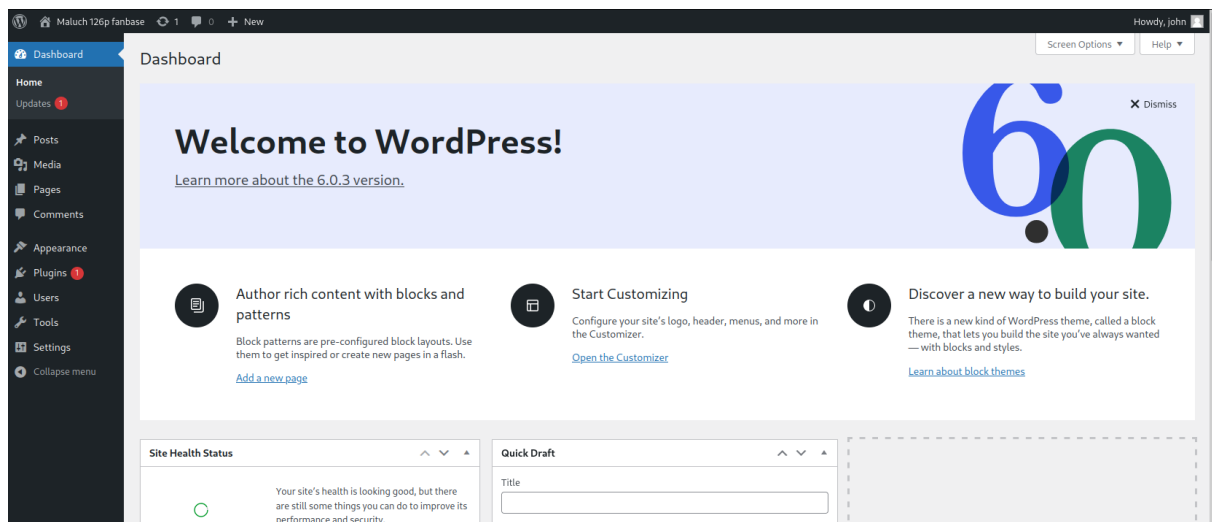 Maluch 126p fanbase 1 0 + New Howdy, john
Dashboard
Home
Updates 1
Posts
Media
Pages
Comments
Appearance
Plugins 1
Users
Tools
Settings
Collapse menu
Screen Options ▼ Help ▼
Dashboard
Dismiss
Welcome to WordPress!
Learn more about the 6.0.3 version.
6.0
Author rich content with blocks and
patterns
Block patterns are pre-configured block layouts. Use
them to get inspired or create new pages in a flash.
Add a new page
Start Customizing
Configure your site's logo, header, menus, and more in
the Customizer.
Open the Customizer
Discover a new way to build your site.
There is a new kind of WordPress theme, called a block
theme, that lets you build the site you've always wanted
— with blocks and styles.
Learn about block themes
Site Health Status
Your site's health is looking good, but there
are still some things you can do to improve its
performance and security.
Quick Draft
Title